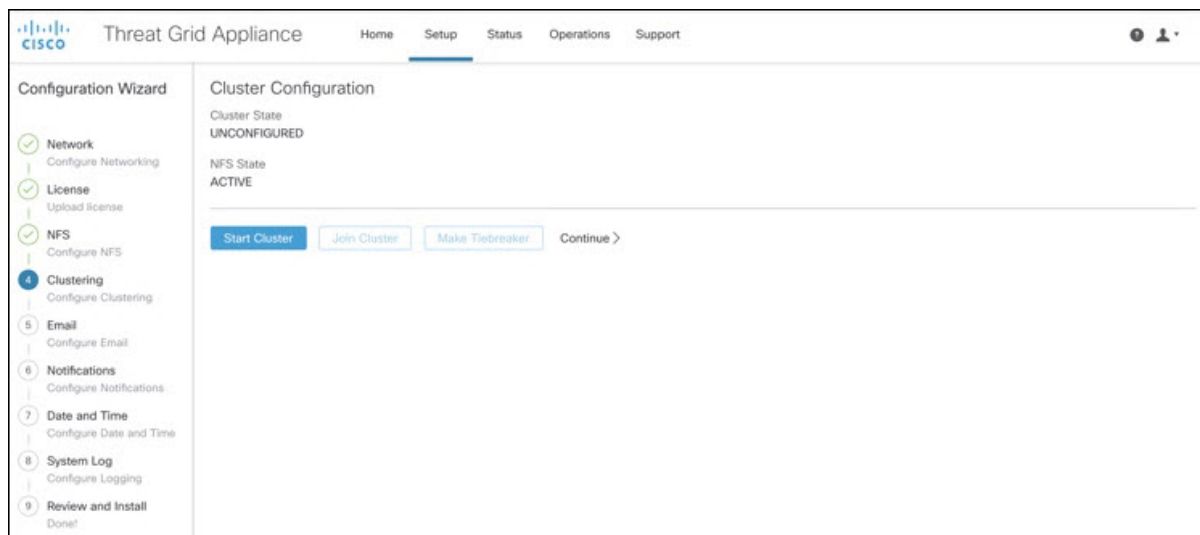 CISCO
Threat Grid Appliance
Home
Setup
Status
Operations
Support
Configuration Wizard
Network
Configure Networking
License
Upload license
NFS
Configure NFS
4
Clustering
Configure Clustering
5
Email
Configure Email
6
Notifications
Configure Notifications
7
Date and Time
Configure Date and Time
8
System Log
Configure Logging
9
Review and Install
Done!
Cluster Configuration
Cluster State
UNCONFIGURED
NFS State
ACTIVE
Start Cluster
Join Cluster
Make Tiebreaker
Continue >